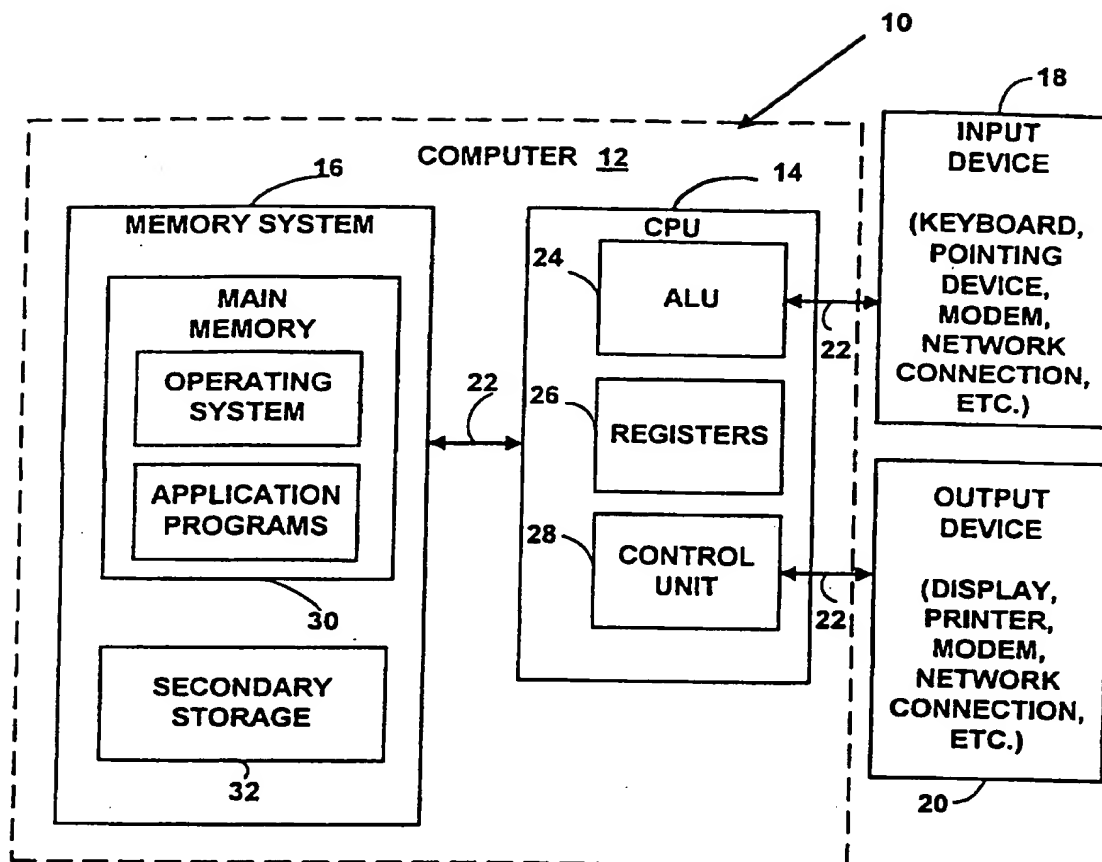 10
18
COMPUTER 12
16
14
MEMORY SYSTEM
MAIN
MEMORY
OPERATING
SYSTEM
APPLICATION
PROGRAMS
30
SECONDARY
STORAGE
32
22
CPU
24
ALU
26
REGISTERS
28
CONTROL
UNIT
22
22
INPUT
DEVICE
(KEYBOARD,
POINTING
DEVICE,
MODEM,
NETWORK
CONNECTION,
ETC.)
OUTPUT
DEVICE
(DISPLAY,
PRINTER,
MODEM,
NETWORK
CONNECTION,
ETC.)
20